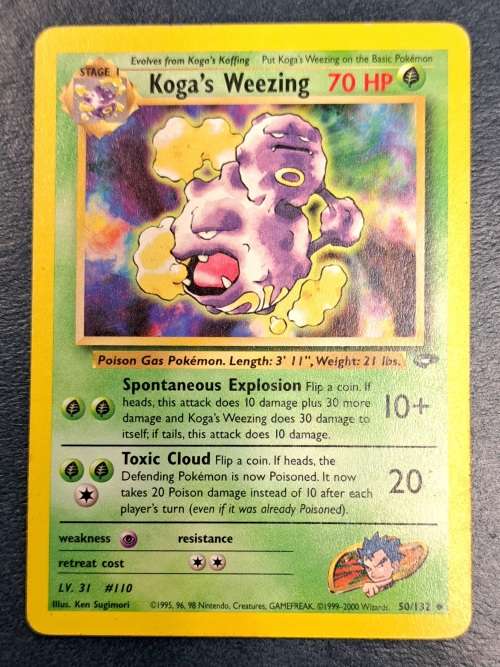 Evolves from Koga's Koffing Put Koga's Weezing on the Basic Pokémon
STAGE 1
Koga's Weezing 70 HP
Poison Gas Pokémon. Length: 3' 11", Weight: 21 lbs.
Spontaneous Explosion Flip a coin. If
heads, this attack does 10 damage plus 30 more
damage and Koga's Weezing does 30 damage to
itself; if tails, this attack does 10 damage.
10+
Toxic Cloud Flip a coin. If heads, the
Defending Pokémon is now Poisoned. It now
takes 20 Poison damage instead of 10 after each
player's turn (even if it was already Poisoned).
20
weakness resistance
retreat cost
LV. 31 #110
Illus. Ken Sugimori ©1995, 96, 98 Nintendo, Creatures, GAMEFREAK. ©1999-2000 Wizards. 50/132